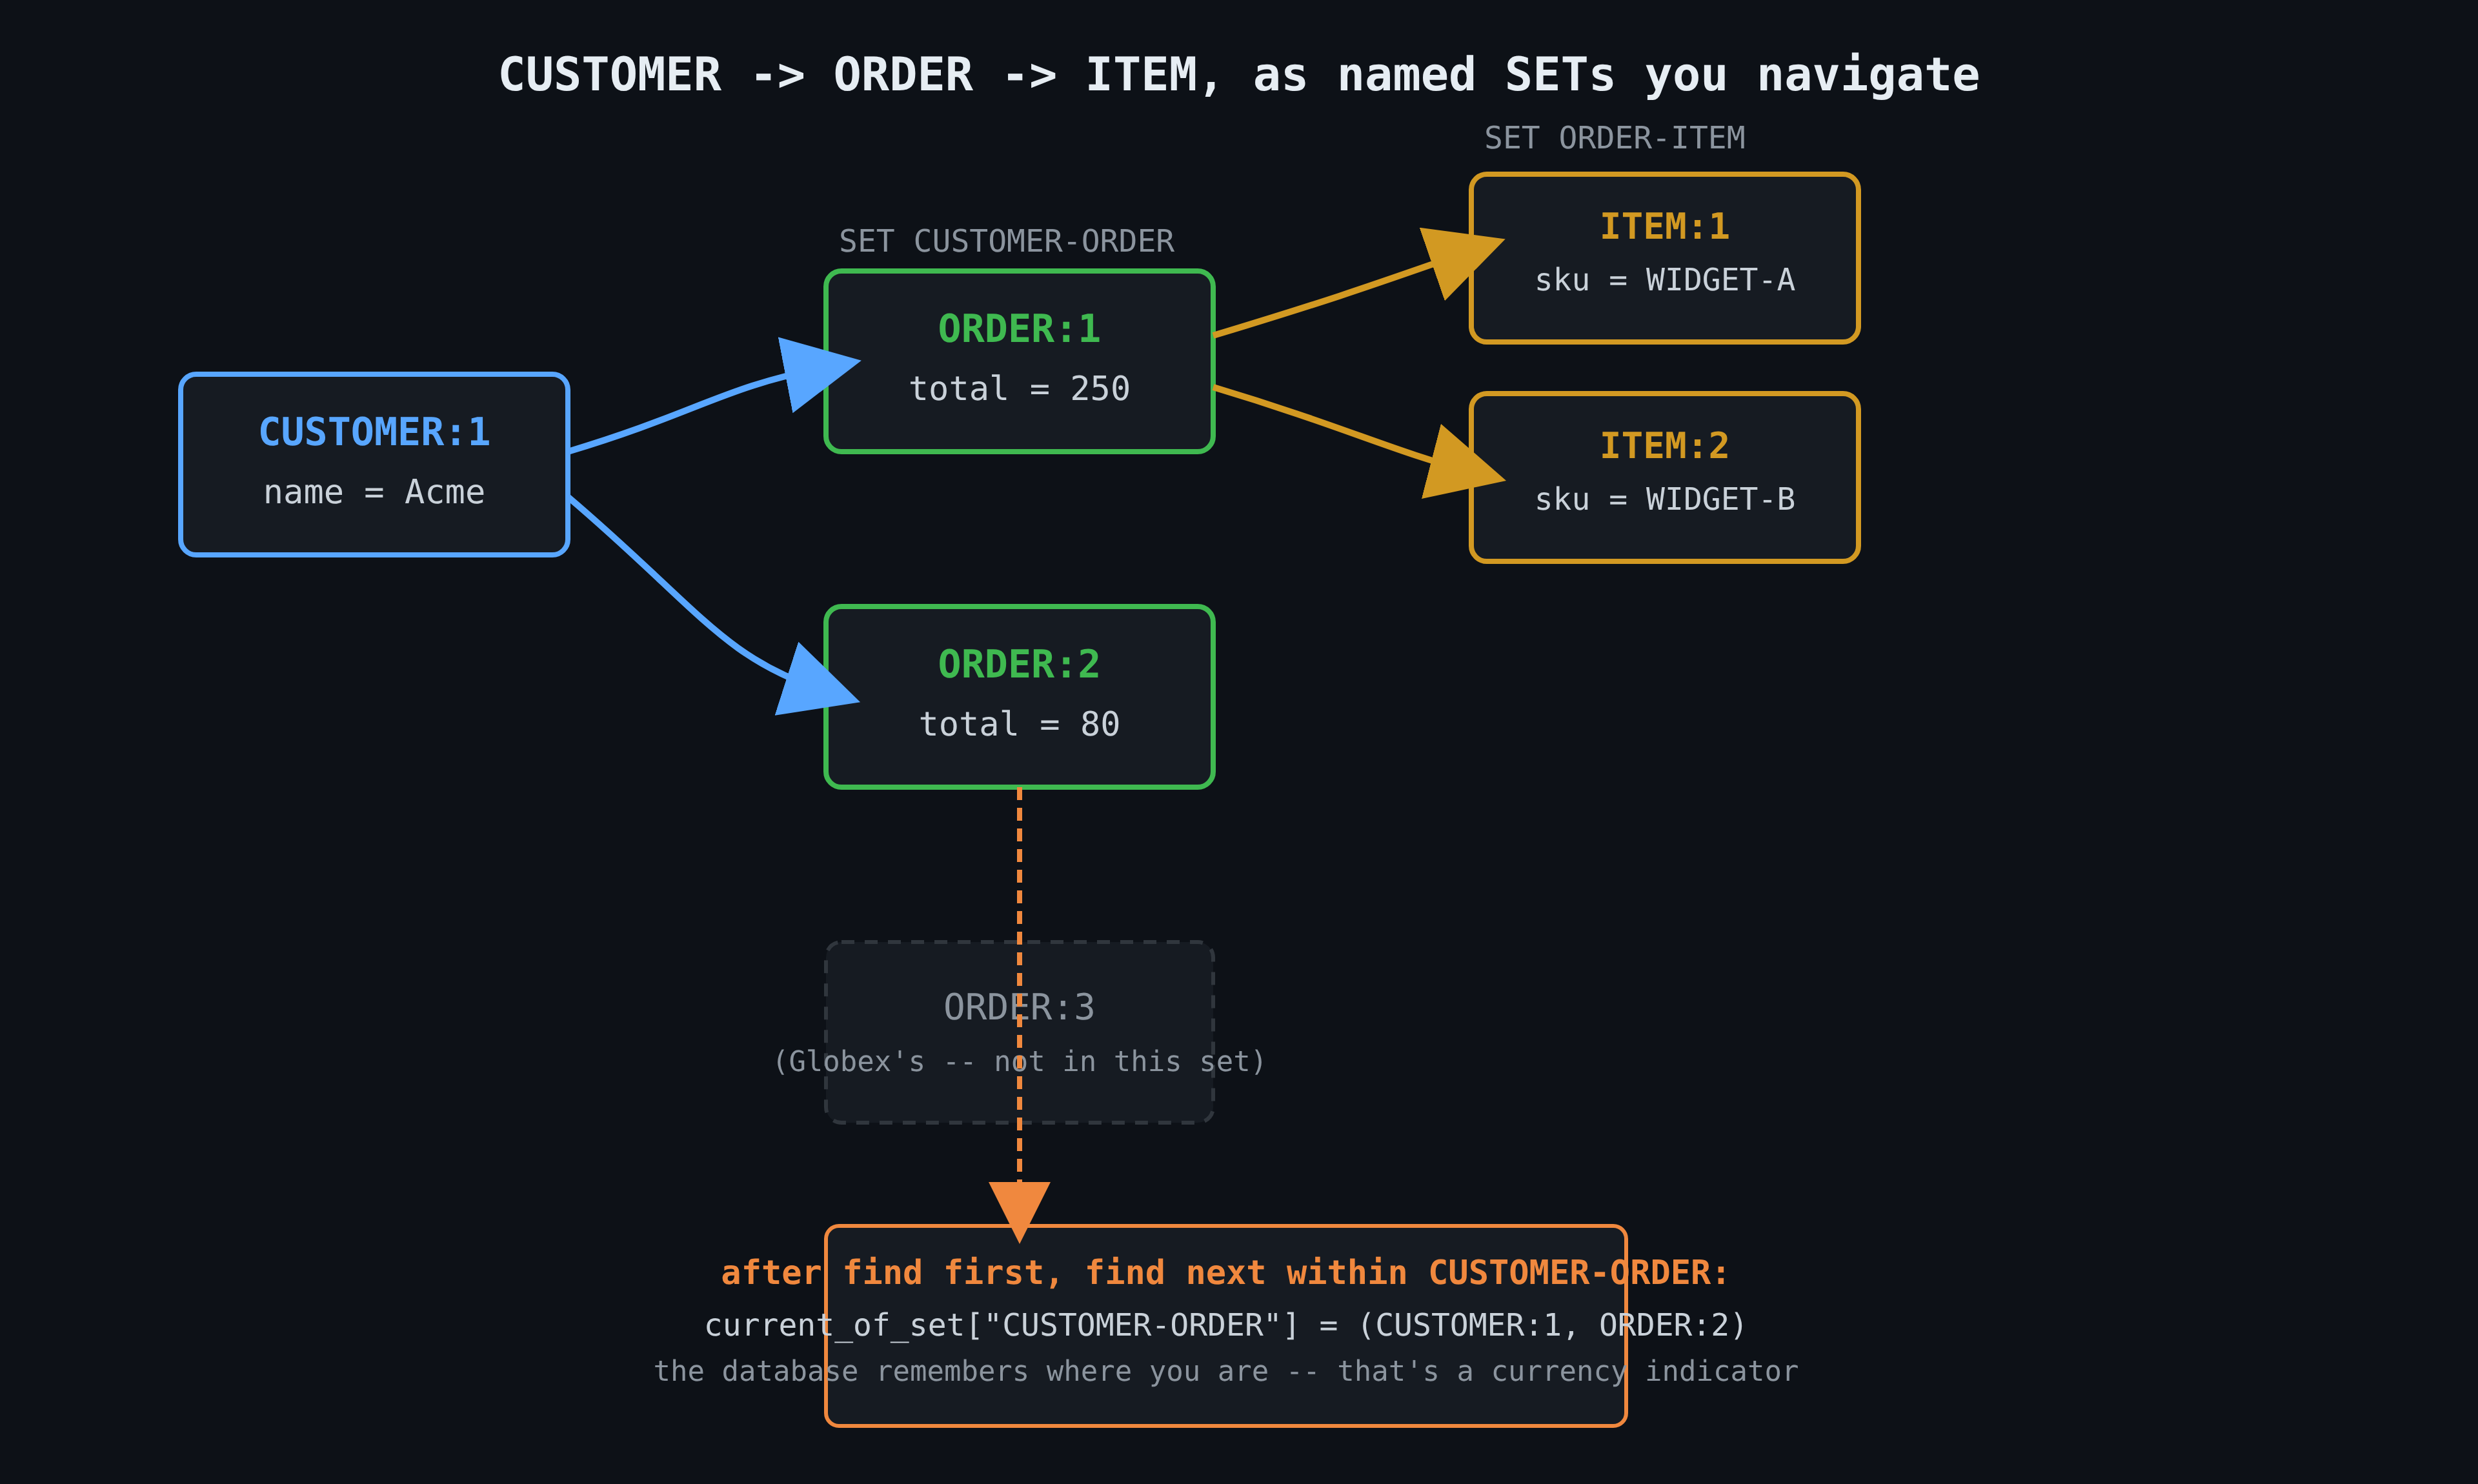 CUSTOMER -> ORDER -> ITEM, as named SETs you navigate
SET ORDER-ITEM
ITEM:1
sku = WIDGET-A
SET CUSTOMER-ORDER
ORDER:1
total = 250
CUSTOMER:1
name = Acme
ITEM:2
sku = WIDGET-B
ORDER:2
total = 80
ORDER:3
(Globex's -- not in this set)
after find first, find next within CUSTOMER-ORDER:
current_of_set["CUSTOMER-ORDER"] = (CUSTOMER:1, ORDER:2)
the database remembers where you are -- that's a currency indicator